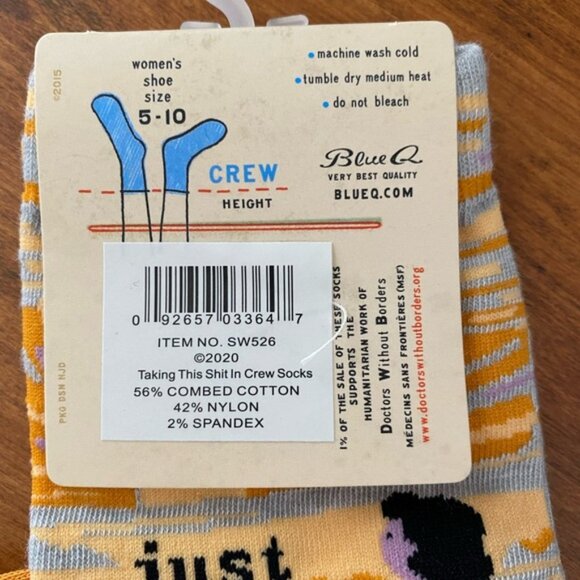 ©2015
women's
shoe
size
5-10
• machine wash cold
• tumble dry medium heat
• do not bleach
CREW
HEIGHT
Blue Q
VERY BEST QUALITY
BLUEQ.COM
0 92657 03364 7
ITEM NO. SW526
©2020
Taking This Shit In Crew Socks
56% COMBED COTTON
42% NYLON
2% SPANDEX
1% OF THE SALE OF THESE SOCKS
SUPPORTS THE
HUMANITARIAN WORK OF
Doctors Without Borders
MÉDECINS SANS FRONTIÈRES (MSF)
www.doctorswithoutborders.org
PKG DSN NJD
just